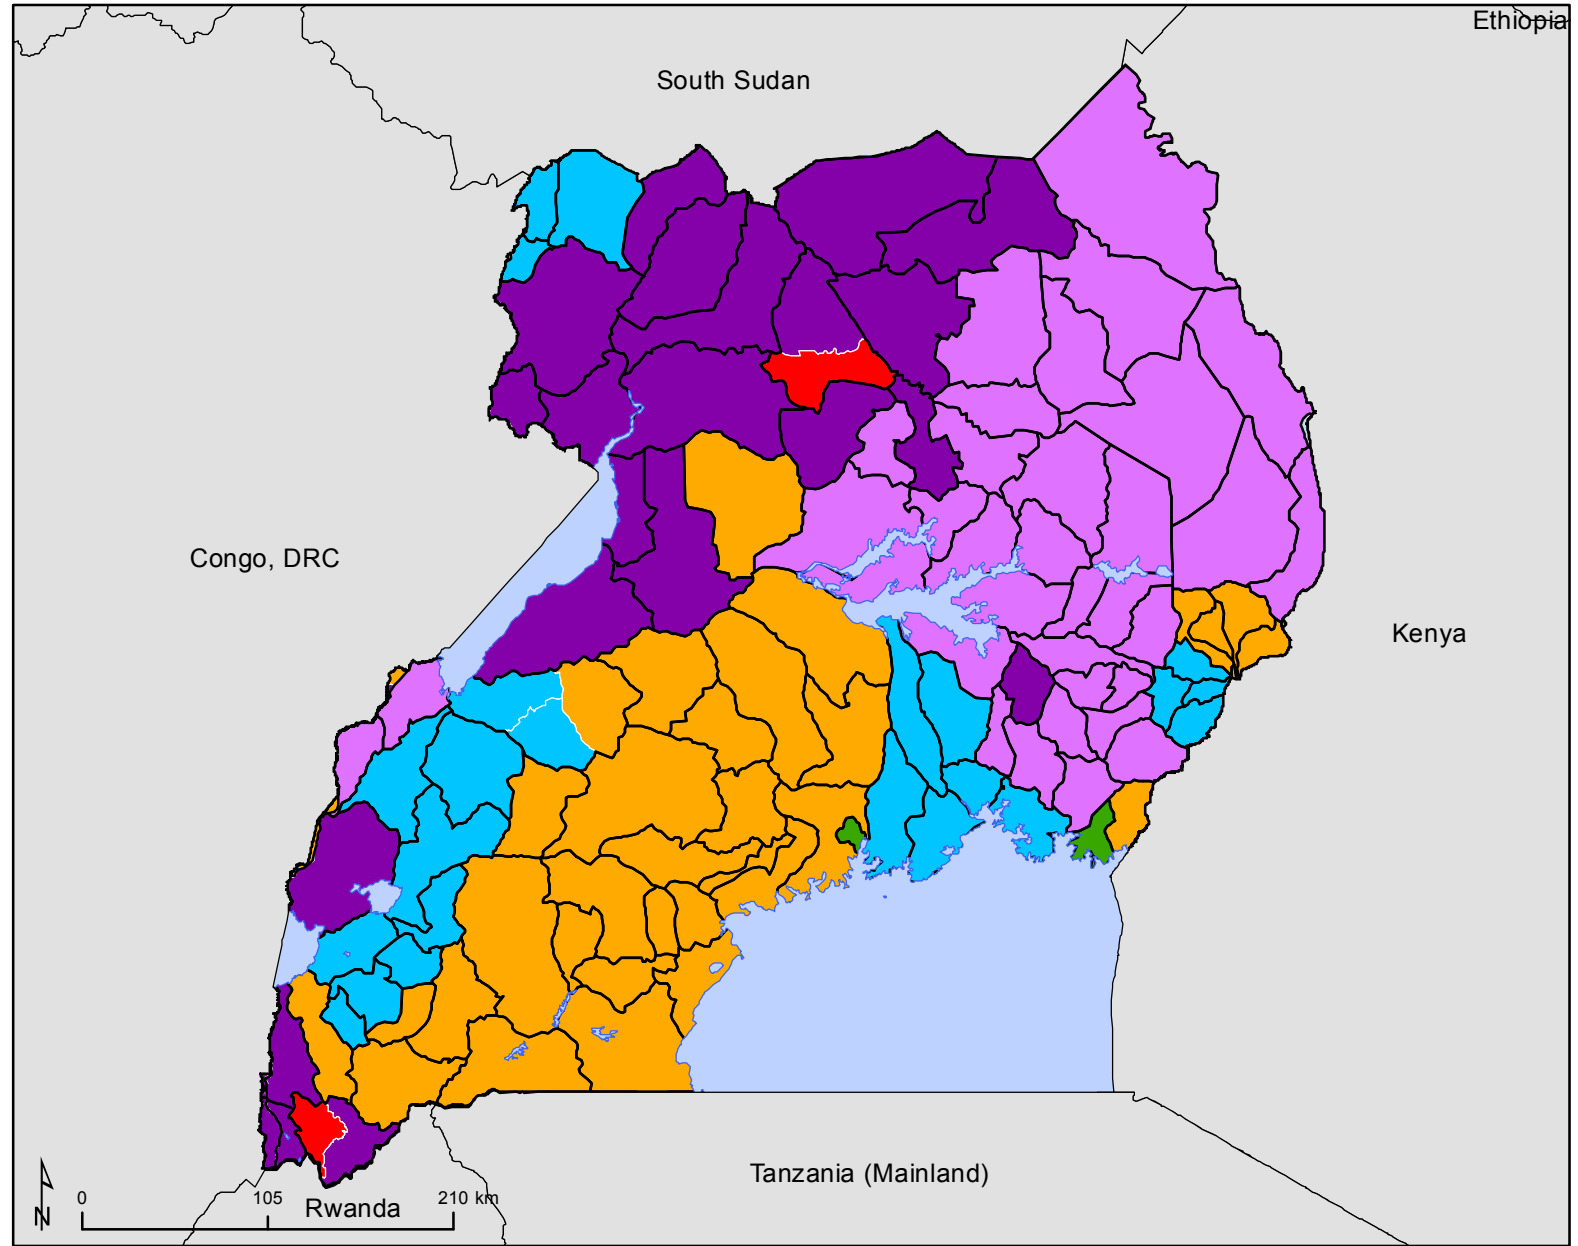 Ethiopia
South Sudan
Congo, DRC
Kenya
Tanzania (Mainland)
N
0 105 210 km
Rwanda